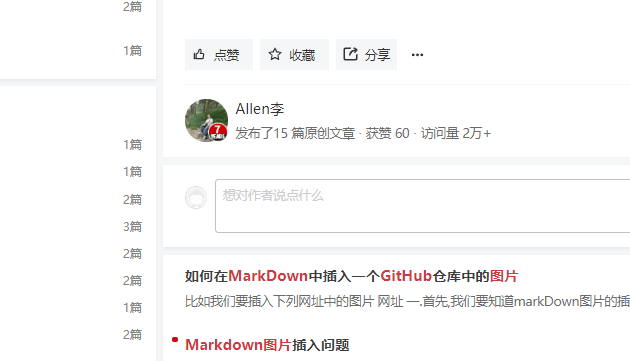 2篇
1篇
1篇
1篇
2篇
3篇
2篇
2篇
1篇
2篇
点赞 收藏 分享 ···
Allen李
发布了15 篇原创文章 · 获赞 60 · 访问量 2万+
想对作者说点什么
如何在MarkDown中插入一个GitHub仓库中的图片
比如我们要插入下列网址中的图片 网址 一.首先,我们要知道markDown图片的插
Markdown图片插入问题